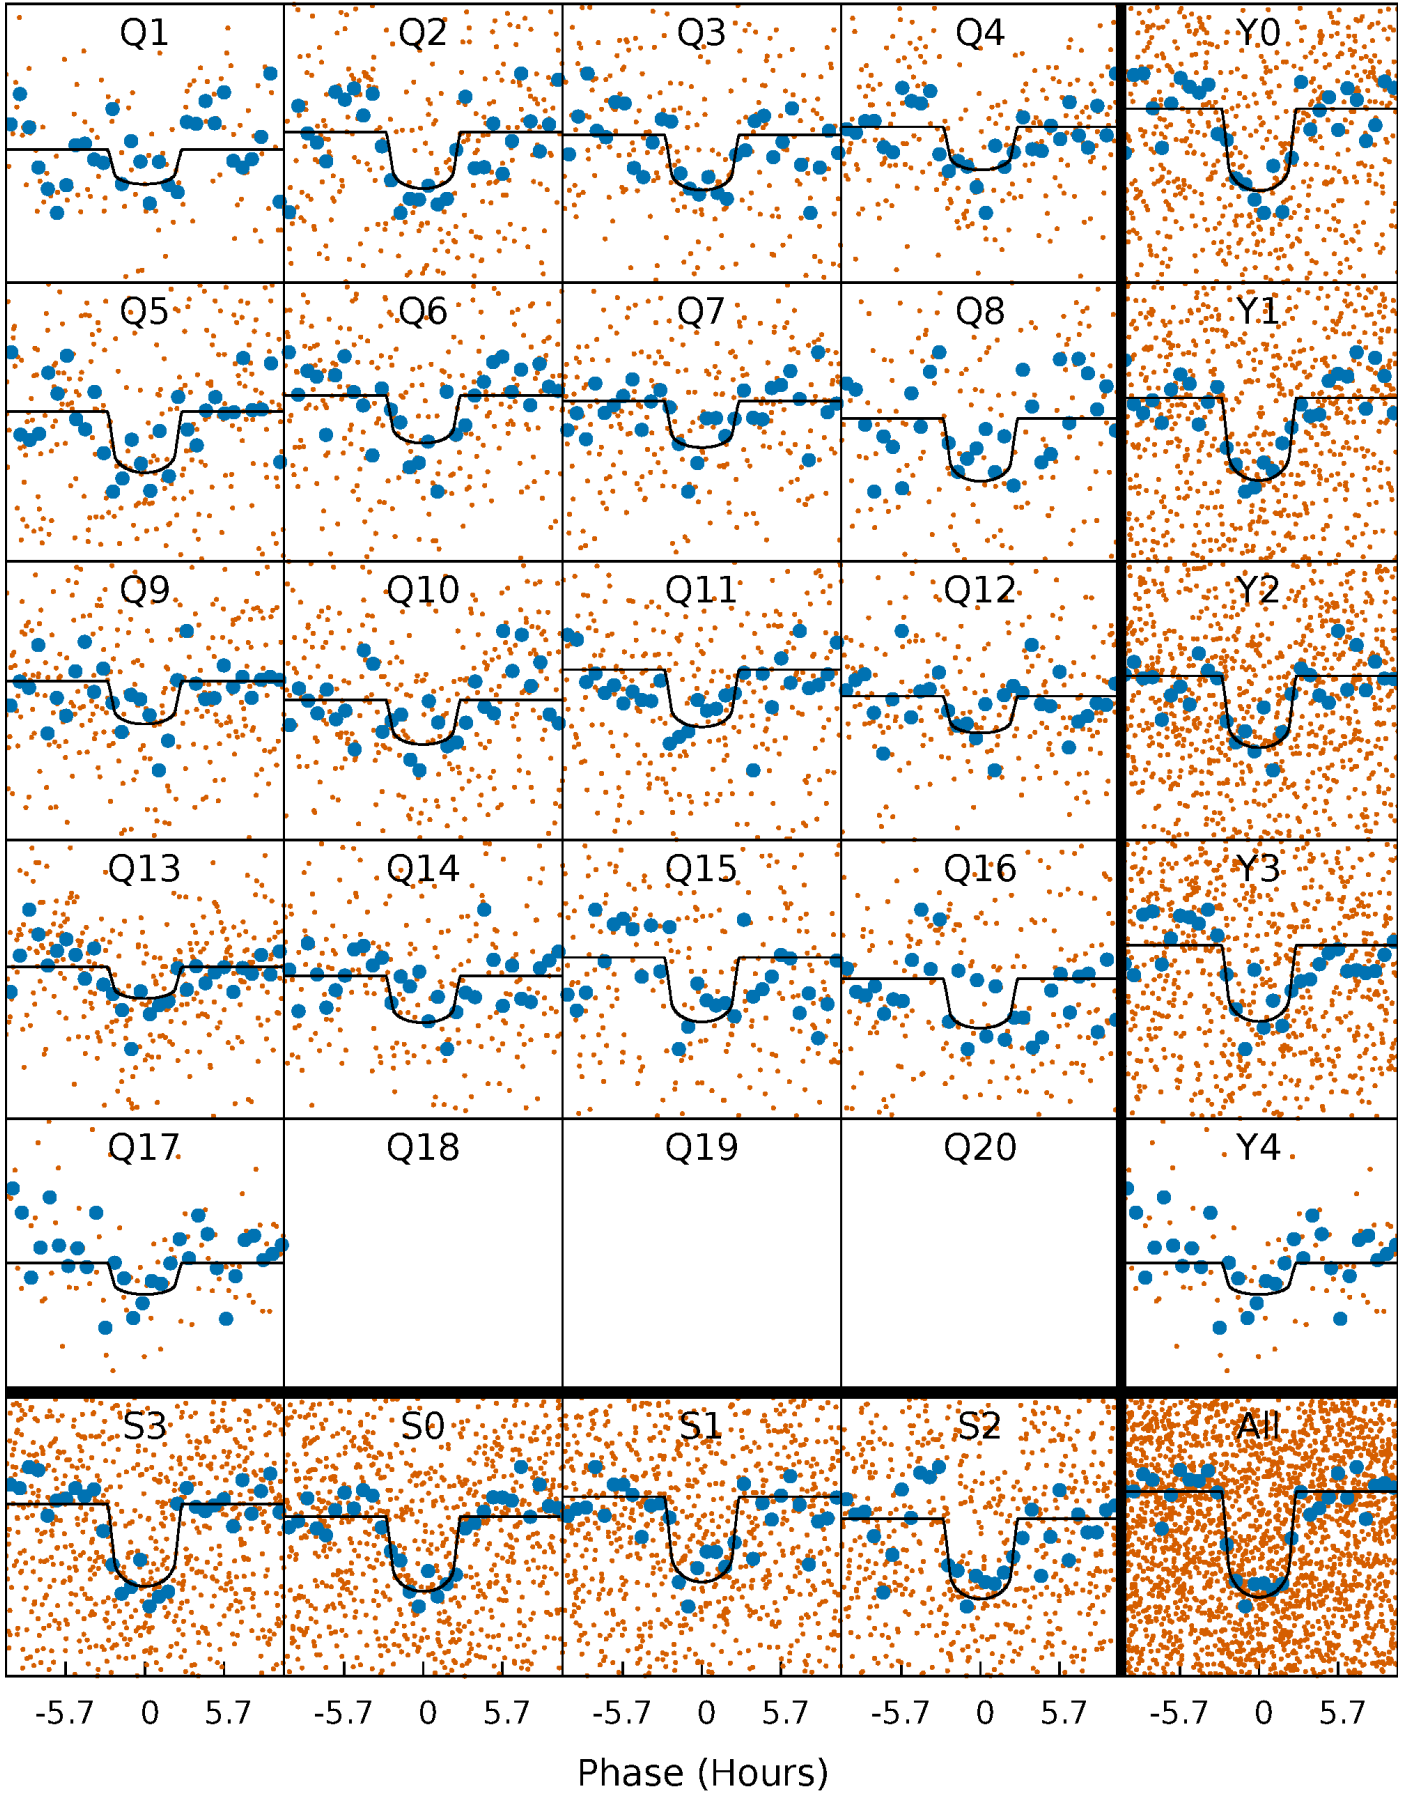 Q1 Q2 Q3 Q4 Y0
Q5 Q6 Q7 Q8 Y1
Q9 Q10 Q11 Q12 Y2
Q13 Q14 Q15 Q16 Y3
Q17 Q18 Q19 Q20 Y4
S3 S0 S1 S2 All
-5.7 0 5.7 -5.7 0 5.7 -5.7 0 5.7 -5.7 0 5.7 -5.7 0 5.7
Phase (Hours)